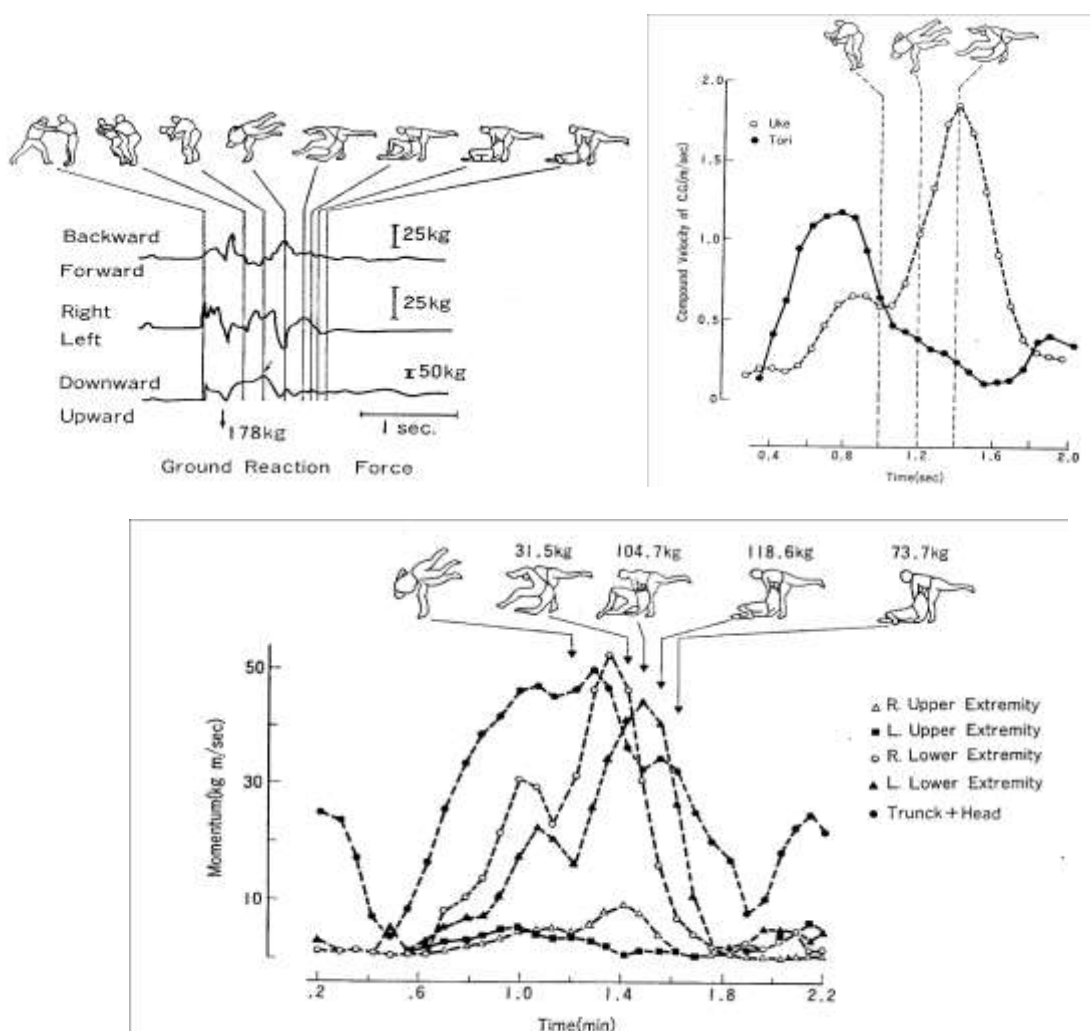 Backward
25kg
Forward
Right
25kg
Left
Downward
50kg
Upward
178kg
1 sec.
Ground Reaction Force
2.0
Uke
Tori
1.5
1.0
0.5
0
Compound Velocity of C.G.(m/sec)
0.4 0.8 1.2 1.6 2.0
Time(sec)
31.5kg 104.7kg 118.6kg 73.7kg
50
30
10
Momentum(kg m/sec)
R. Upper Extremity
L. Upper Extremity
R. Lower Extremity
L. Lower Extremity
Trunck+Head
.2 .6 1.0 1.4 1.8 2.2
Time(min)